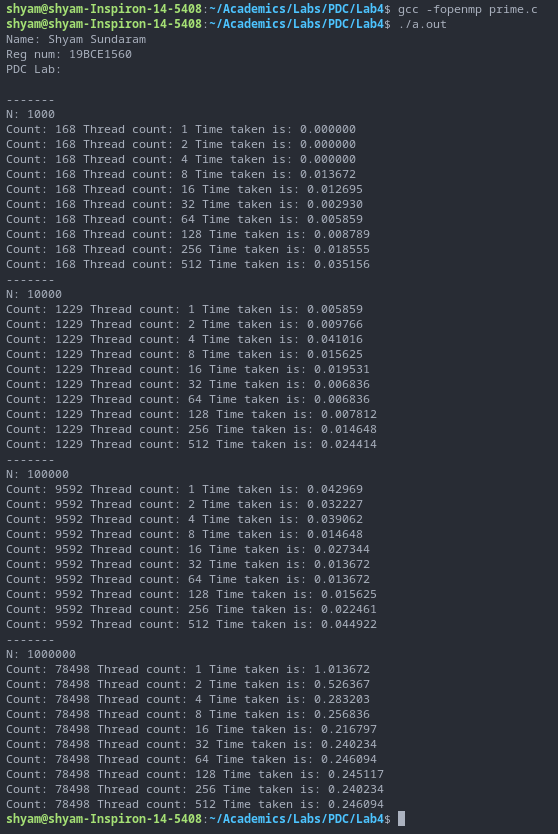 shyam@shyam-Inspiron-14-5408:~/Academics/Labs/PDC/Lab4$ gcc -fopenmp prime.c
shyam@shyam-Inspiron-14-5408:~/Academics/Labs/PDC/Lab4$ ./a.out
Name: Shyam Sundaram
Reg num: 19BCE1560
PDC Lab:

-------
N: 1000
Count: 168 Thread count: 1 Time taken is: 0.000000
Count: 168 Thread count: 2 Time taken is: 0.000000
Count: 168 Thread count: 4 Time taken is: 0.000000
Count: 168 Thread count: 8 Time taken is: 0.013672
Count: 168 Thread count: 16 Time taken is: 0.012695
Count: 168 Thread count: 32 Time taken is: 0.002930
Count: 168 Thread count: 64 Time taken is: 0.005859
Count: 168 Thread count: 128 Time taken is: 0.008789
Count: 168 Thread count: 256 Time taken is: 0.018555
Count: 168 Thread count: 512 Time taken is: 0.035156
-------
N: 10000
Count: 1229 Thread count: 1 Time taken is: 0.005859
Count: 1229 Thread count: 2 Time taken is: 0.009766
Count: 1229 Thread count: 4 Time taken is: 0.041016
Count: 1229 Thread count: 8 Time taken is: 0.015625
Count: 1229 Thread count: 16 Time taken is: 0.019531
Count: 1229 Thread count: 32 Time taken is: 0.006836
Count: 1229 Thread count: 64 Time taken is: 0.006836
Count: 1229 Thread count: 128 Time taken is: 0.007812
Count: 1229 Thread count: 256 Time taken is: 0.014648
Count: 1229 Thread count: 512 Time taken is: 0.024414
-------
N: 100000
Count: 9592 Thread count: 1 Time taken is: 0.042969
Count: 9592 Thread count: 2 Time taken is: 0.032227
Count: 9592 Thread count: 4 Time taken is: 0.039062
Count: 9592 Thread count: 8 Time taken is: 0.014648
Count: 9592 Thread count: 16 Time taken is: 0.027344
Count: 9592 Thread count: 32 Time taken is: 0.013672
Count: 9592 Thread count: 64 Time taken is: 0.013672
Count: 9592 Thread count: 128 Time taken is: 0.015625
Count: 9592 Thread count: 256 Time taken is: 0.022461
Count: 9592 Thread count: 512 Time taken is: 0.044922
-------
N: 1000000
Count: 78498 Thread count: 1 Time taken is: 1.013672
Count: 78498 Thread count: 2 Time taken is: 0.526367
Count: 78498 Thread count: 4 Time taken is: 0.283203
Count: 78498 Thread count: 8 Time taken is: 0.256836
Count: 78498 Thread count: 16 Time taken is: 0.216797
Count: 78498 Thread count: 32 Time taken is: 0.240234
Count: 78498 Thread count: 64 Time taken is: 0.246094
Count: 78498 Thread count: 128 Time taken is: 0.245117
Count: 78498 Thread count: 256 Time taken is: 0.240234
Count: 78498 Thread count: 512 Time taken is: 0.246094
shyam@shyam-Inspiron-14-5408:~/Academics/Labs/PDC/Lab4$